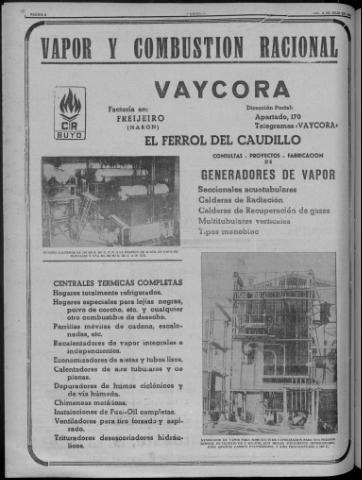 VAPOR Y COMBUSTION RACIONAL
VAYCORA
CR
BUYO
Factoría en:
FREIJEIRO
(NARON)
Dirección Postal:
Apartado, 170
Telegramas «VAYCORA»
EL FERROL DEL CAUDILLO
CONSULTAS - PROYECTOS - FABRICACION
DE
GENERADORES DE VAPOR
Seccionales acuotubulares
Calderas de Radiación
Calderas de Recuperación de gases
Multitubulares verticales
Tipos monobloc
CENTRALES TERMICAS COMPLETAS
Hogares totalmente refrigerados.
Hogares especiales para lejías negras,
polvo de corcho, etc. y cualquier
otro combustible de desecho.
Parrillas móviles de cadena, escalo-
nadas, etc.
Recalentadores de vapor integrales e
independientes.
Economizadores de aletas y tubos lisos.
Calentadores de aire tubulares y de
placas.
Depuradores de humos ciclónicos y
de vía húmeda.
Chimeneas metálicas.
Instalaciones de Fuel-Oil completas.
Ventiladores para tiro forzado y aspi-
rado.
Trituradores desescoriadores hidráu-
licos.